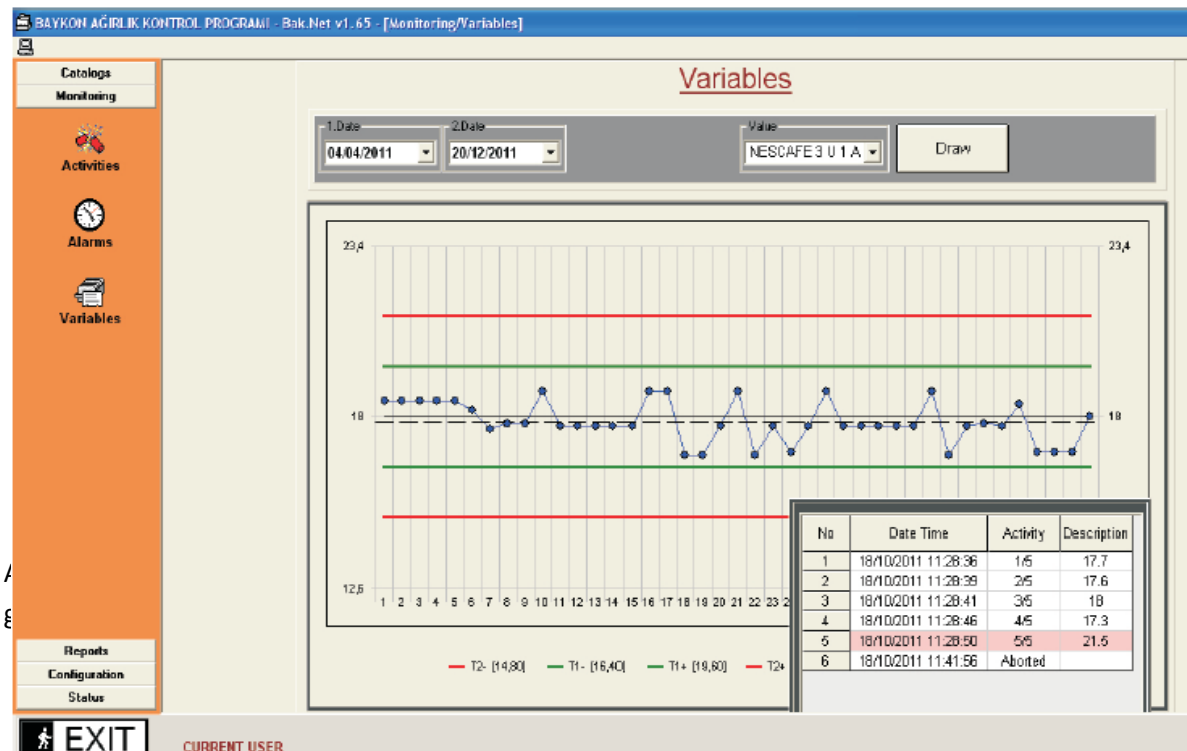 BAYKON AĞIRLIK KONTROL PROGRAMI - Bak.Net v1.65 - [Monitoring/Variables]
Catalogs
Monitoring
Activities
Alarms
Variables
Reports
Configuration
Status
EXIT
CURRENT USER
Variables
1.Date 2.Date Value
04/04/2011 20/12/2011 NESCAFE 3 U 1 A Draw
23,4 23,4
18 18
12,6
1 2 3 4 5 6 7 8 9 10 11 12 13 14 15 16 17 18 19 20 21 22 23 2
T2- [14,80] T1- [16,40] T1+ [19,60] T2+
No Date Time Activity Description
1 18/10/2011 11:28:36 1/5 17.7
2 18/10/2011 11:28:39 2/5 17.6
3 18/10/2011 11:28:41 3/5 18
4 18/10/2011 11:28:46 4/5 17.3
5 18/10/2011 11:28:50 5/5 21.5
6 18/10/2011 11:41:56 Aborted